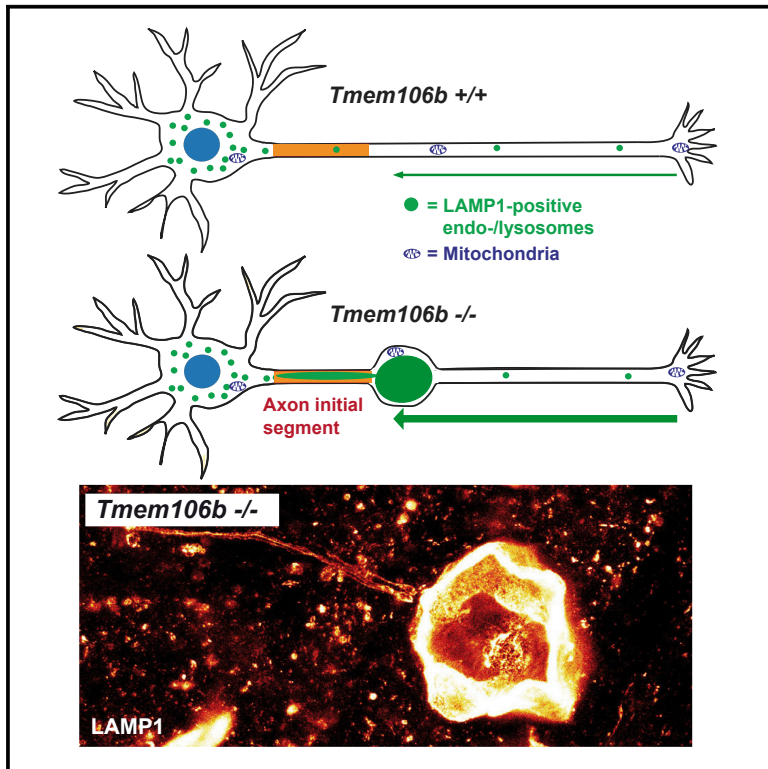 Tmem106b +/+
= LAMP1-positive
endo-/lysosomes
= Mitochondria
Tmem106b -/-
Axon initial
segment
Tmem106b -/-
LAMP1